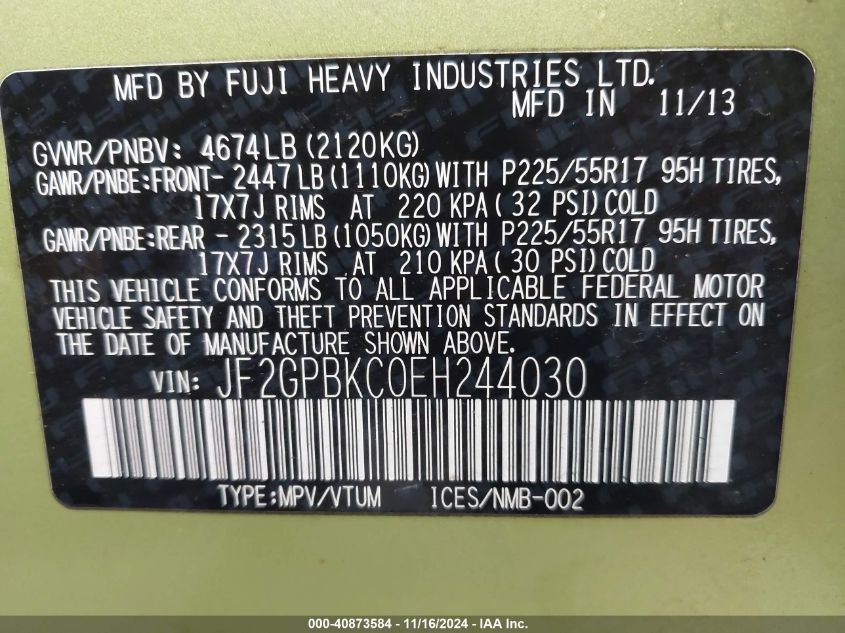 MFD BY FUJI HEAVY INDUSTRIES LTD.
MFD IN 11/13
GVWR/PNBV: 4674LB (2120KG)
GAWR/PNBE:FRONT- 2447LB(1110KG)WITH P225/55R17 95H TIRES,
17X7J RIMS AT 220 KPA( 32 PSI)COLD
GAWR/PNBE:REAR - 2315LB(1050KG)WITH P225/55R17 95H TIRES,
17X7J RIMS AT 210 KPA( 30 PSI)COLD
THIS VEHICLE CONFORMS TO ALL APPLICABLE FEDERAL MOTOR
VEHICLE SAFETY AND THEFT PREVENTION STANDARDS IN EFFECT ON
THE DATE OF MANUFACTURE SHOWN ABOVE.
VIN: JF2GPBKC0EH244030
TYPE:MPV/VTUM ICES/NMB-002
000-40873584 - 11/16/2024 - IAA Inc.